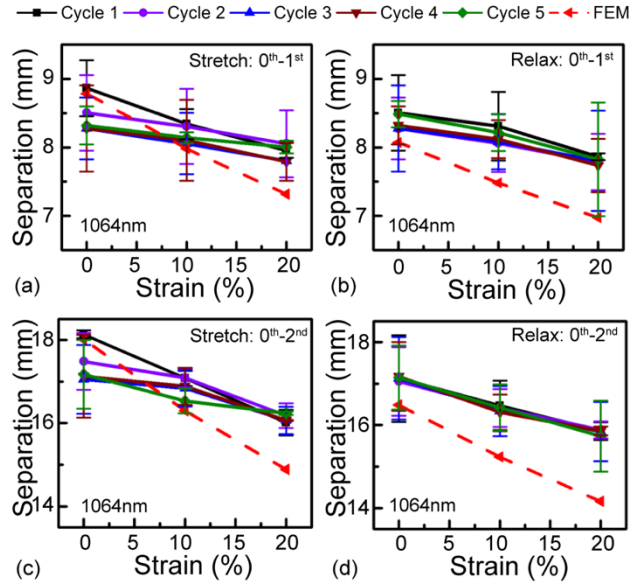 Cycle 1 Cycle 2 Cycle 3 Cycle 4 Cycle 5 FEM
Stretch: 0th-1st
Separation (mm)
9
8
7
1064nm
0 5 10 15 20
(a)
Strain (%)
Relax: 0th-1st
Separation (mm)
9
8
7
1064nm
0 5 10 15 20
(b)
Strain (%)
Stretch: 0th-2nd
Separation (mm)
18
16
14
1064nm
0 5 10 15 20
(c)
Strain (%)
Relax: 0th-2nd
Separation (mm)
18
16
14
1064nm
0 5 10 15 20
(d)
Strain (%)